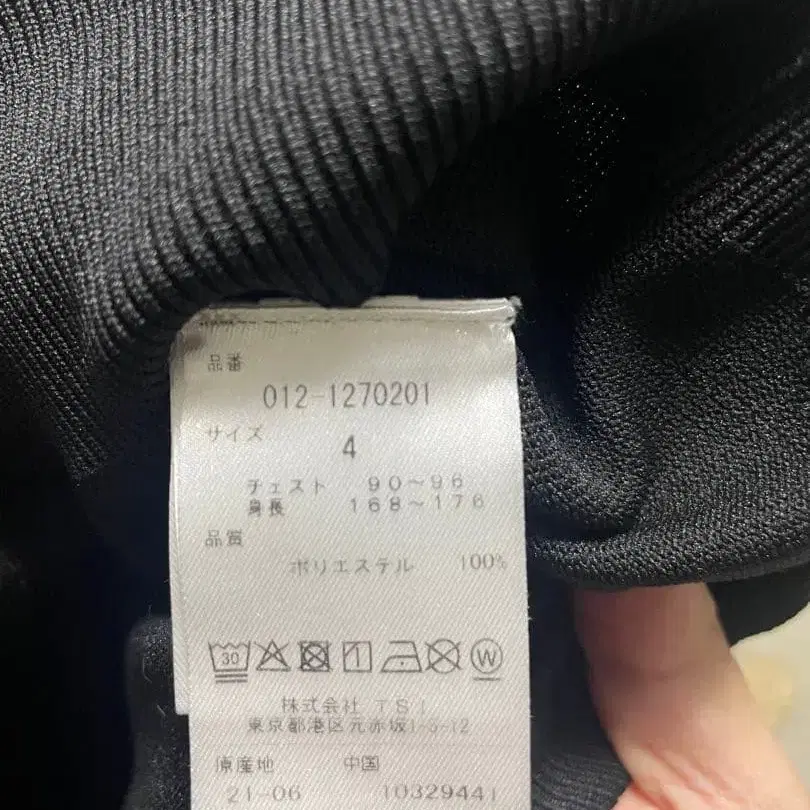 品番
012-1270201
サイズ
4
チェスト 90～96
身長 168～176
品質
ポリエステル 100%
30
W
株式会社 TSI
東京都港区元赤坂1-5-12
原産地 中国
21-06 10329441